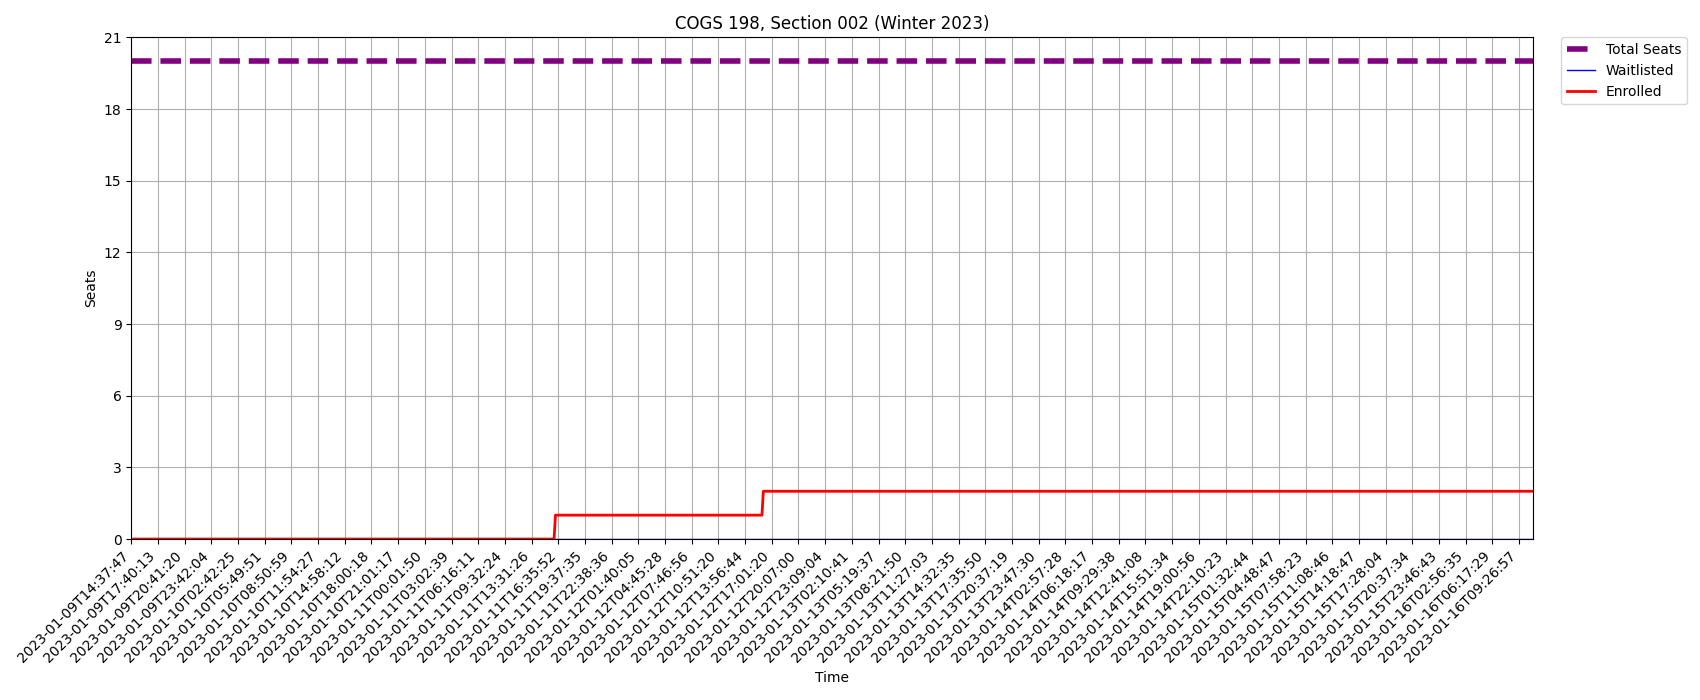 COGS 198, Section 002 (Winter 2023)
Total Seats
Waitlisted
Enrolled
Seats
21
18
15
12
9
6
3
0
2023-01-09T14:37:47
2023-01-09T17:40:13
2023-01-09T20:41:20
2023-01-09T23:42:04
2023-01-10T02:42:25
2023-01-10T05:49:51
2023-01-10T08:50:59
2023-01-10T11:54:27
2023-01-10T14:58:12
2023-01-10T18:00:18
2023-01-10T21:01:17
2023-01-11T00:01:50
2023-01-11T03:02:39
2023-01-11T06:16:11
2023-01-11T09:32:24
2023-01-11T13:31:26
2023-01-11T16:35:52
2023-01-11T19:37:35
2023-01-11T22:38:36
2023-01-12T01:40:05
2023-01-12T04:45:28
2023-01-12T07:46:56
2023-01-12T10:51:20
2023-01-12T13:56:44
2023-01-12T17:01:20
2023-01-12T20:07:00
2023-01-12T23:09:04
2023-01-13T02:10:41
2023-01-13T05:19:37
2023-01-13T08:21:50
2023-01-13T11:27:03
2023-01-13T14:32:35
2023-01-13T17:35:50
2023-01-13T20:37:19
2023-01-13T23:47:30
2023-01-14T02:57:28
2023-01-14T06:18:17
2023-01-14T09:29:38
2023-01-14T12:41:08
2023-01-14T15:51:34
2023-01-14T19:00:56
2023-01-14T22:10:23
2023-01-15T01:32:44
2023-01-15T04:48:47
2023-01-15T07:58:23
2023-01-15T11:08:46
2023-01-15T14:18:47
2023-01-15T17:28:04
2023-01-15T20:37:34
2023-01-15T23:46:43
2023-01-16T02:56:35
2023-01-16T06:17:29
2023-01-16T09:26:57
Time